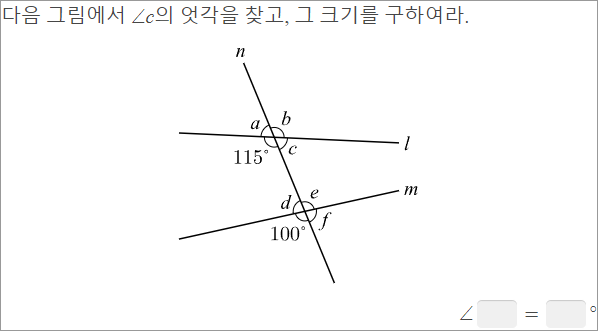 다음 그림에서 ∠c의 엇각을 찾고, 그 크기를 구하여라.
n
a b
l
115° c
m
d e
100° f
∠ = °